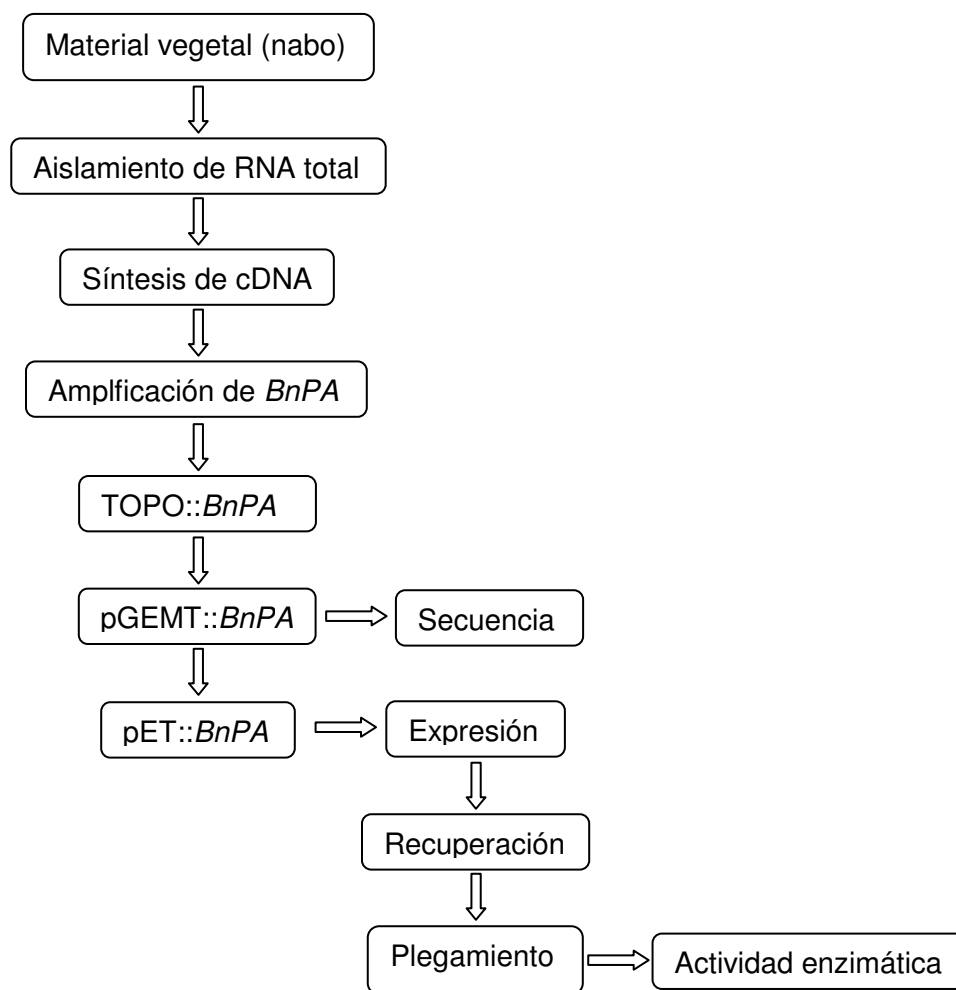 Material vegetal (nabo)
Aislamiento de RNA total
Síntesis de cDNA
Amplficación de BnPA
TOPO::BnPA
pGEMT::BnPA
Secuencia
pET::BnPA
Expresión
Recuperación
Plegamiento
Actividad enzimática